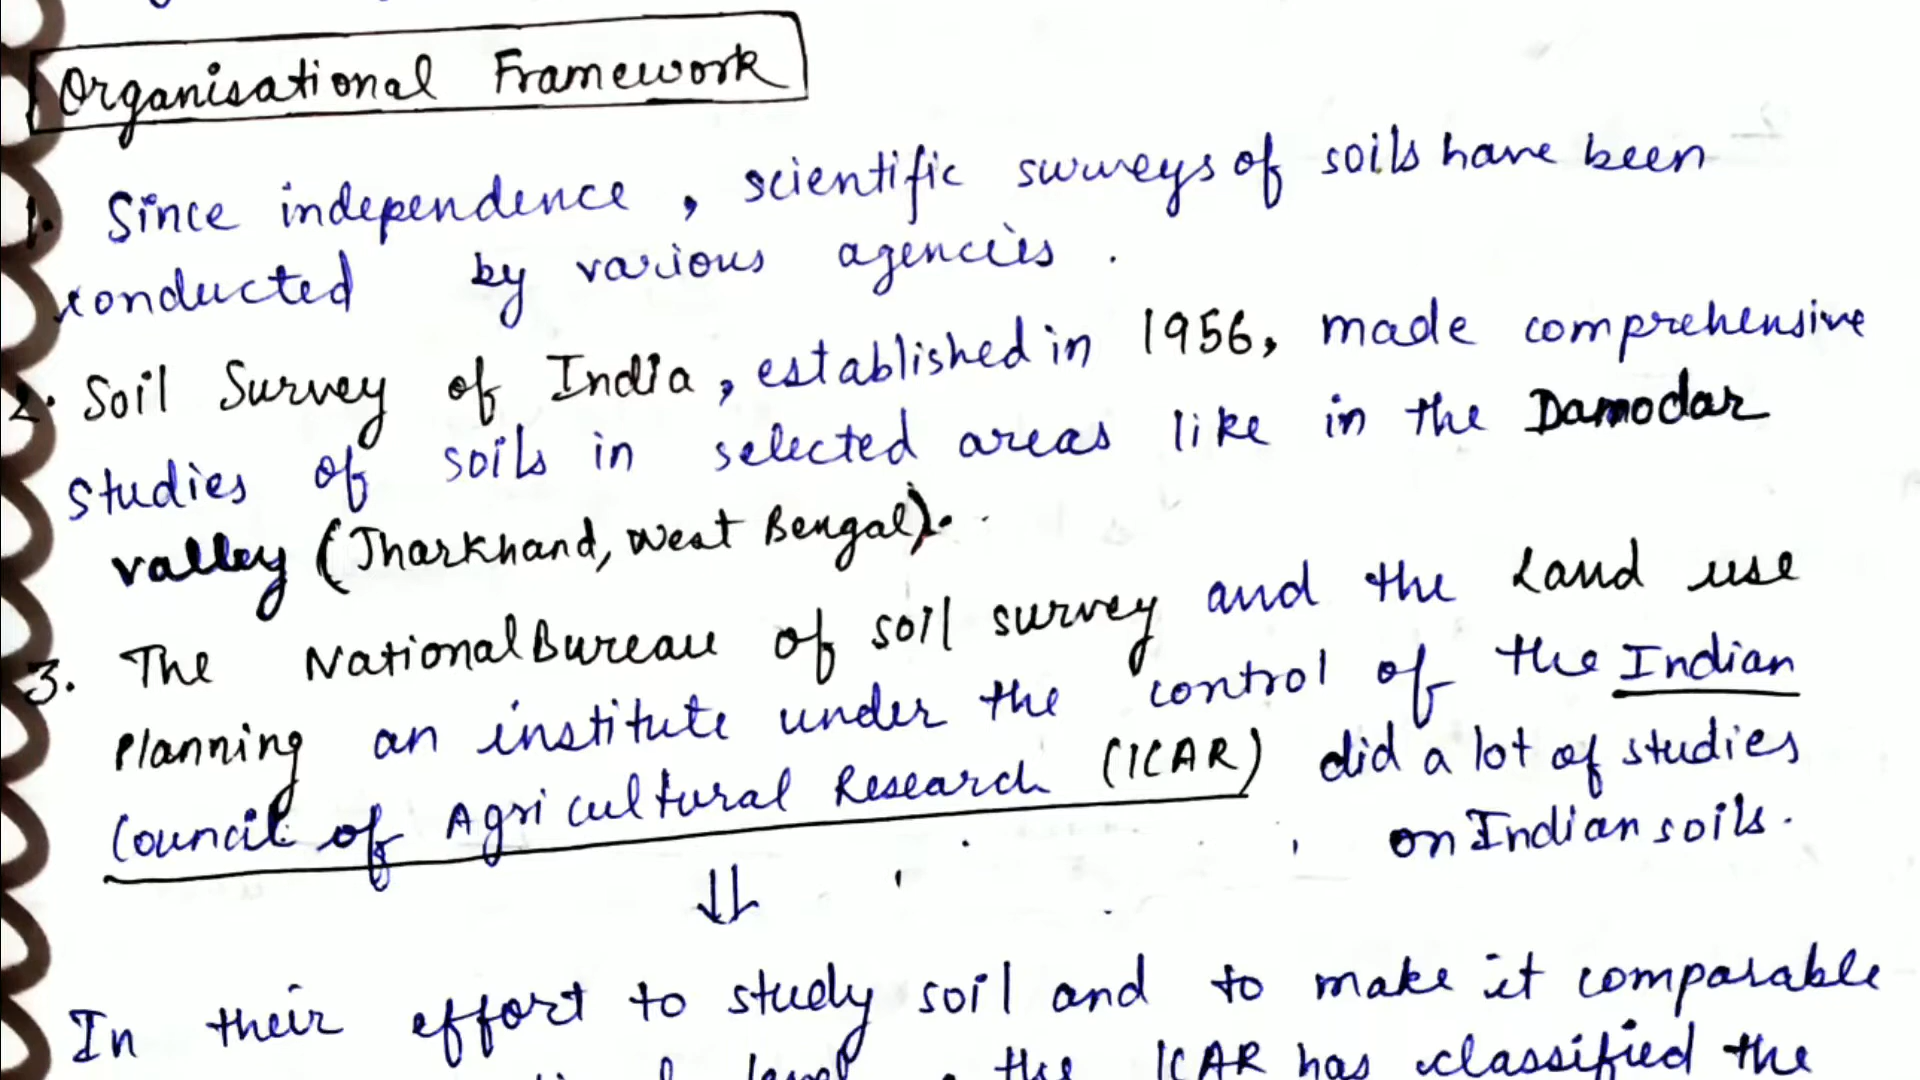 Organisational Framework
1. Since independence, scientific surveys of soils have been
conducted by various agencies.
2. Soil Survey of India, established in 1956, made comprehensive
studies of soils in selected areas like in the Damodar
valley (Jharkhand, West Bengal).
3. The National Bureau of soil survey and the Land use
Planning an institute under the control of the Indian
Council of Agricultural Research (ICAR) did a lot of studies
on Indian soils.
⇓
In their effort to study soil and to make it comparable
level, the ICAR has classified the